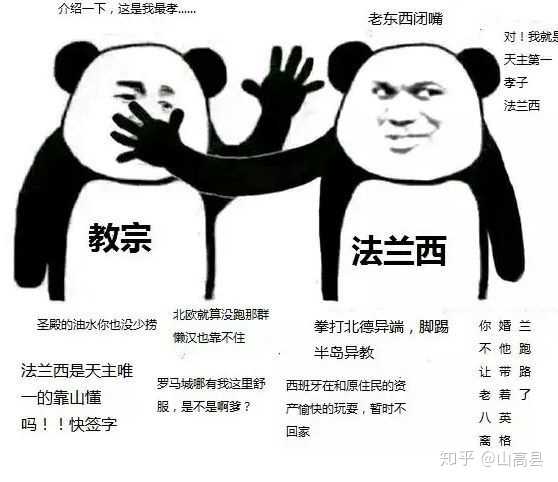 介绍一下，这是我最孝......
老东西闭嘴
对！我就是
天主第一
孝子
法兰西
教宗
法兰西
圣殿的油水你也没少捞
北欧就算没跑那群
懒汉也靠不住
拳打北德异端，脚踢
半岛异教
法兰西是天主唯
一的靠山懂
吗！！快签字
罗马城哪有我这里舒
服，是不是啊爹？
西班牙在和原住民的资
产愉快的玩耍，暂时不
回家
你不让老八离
婚他带着英格
兰跑路了
知乎 @山高县